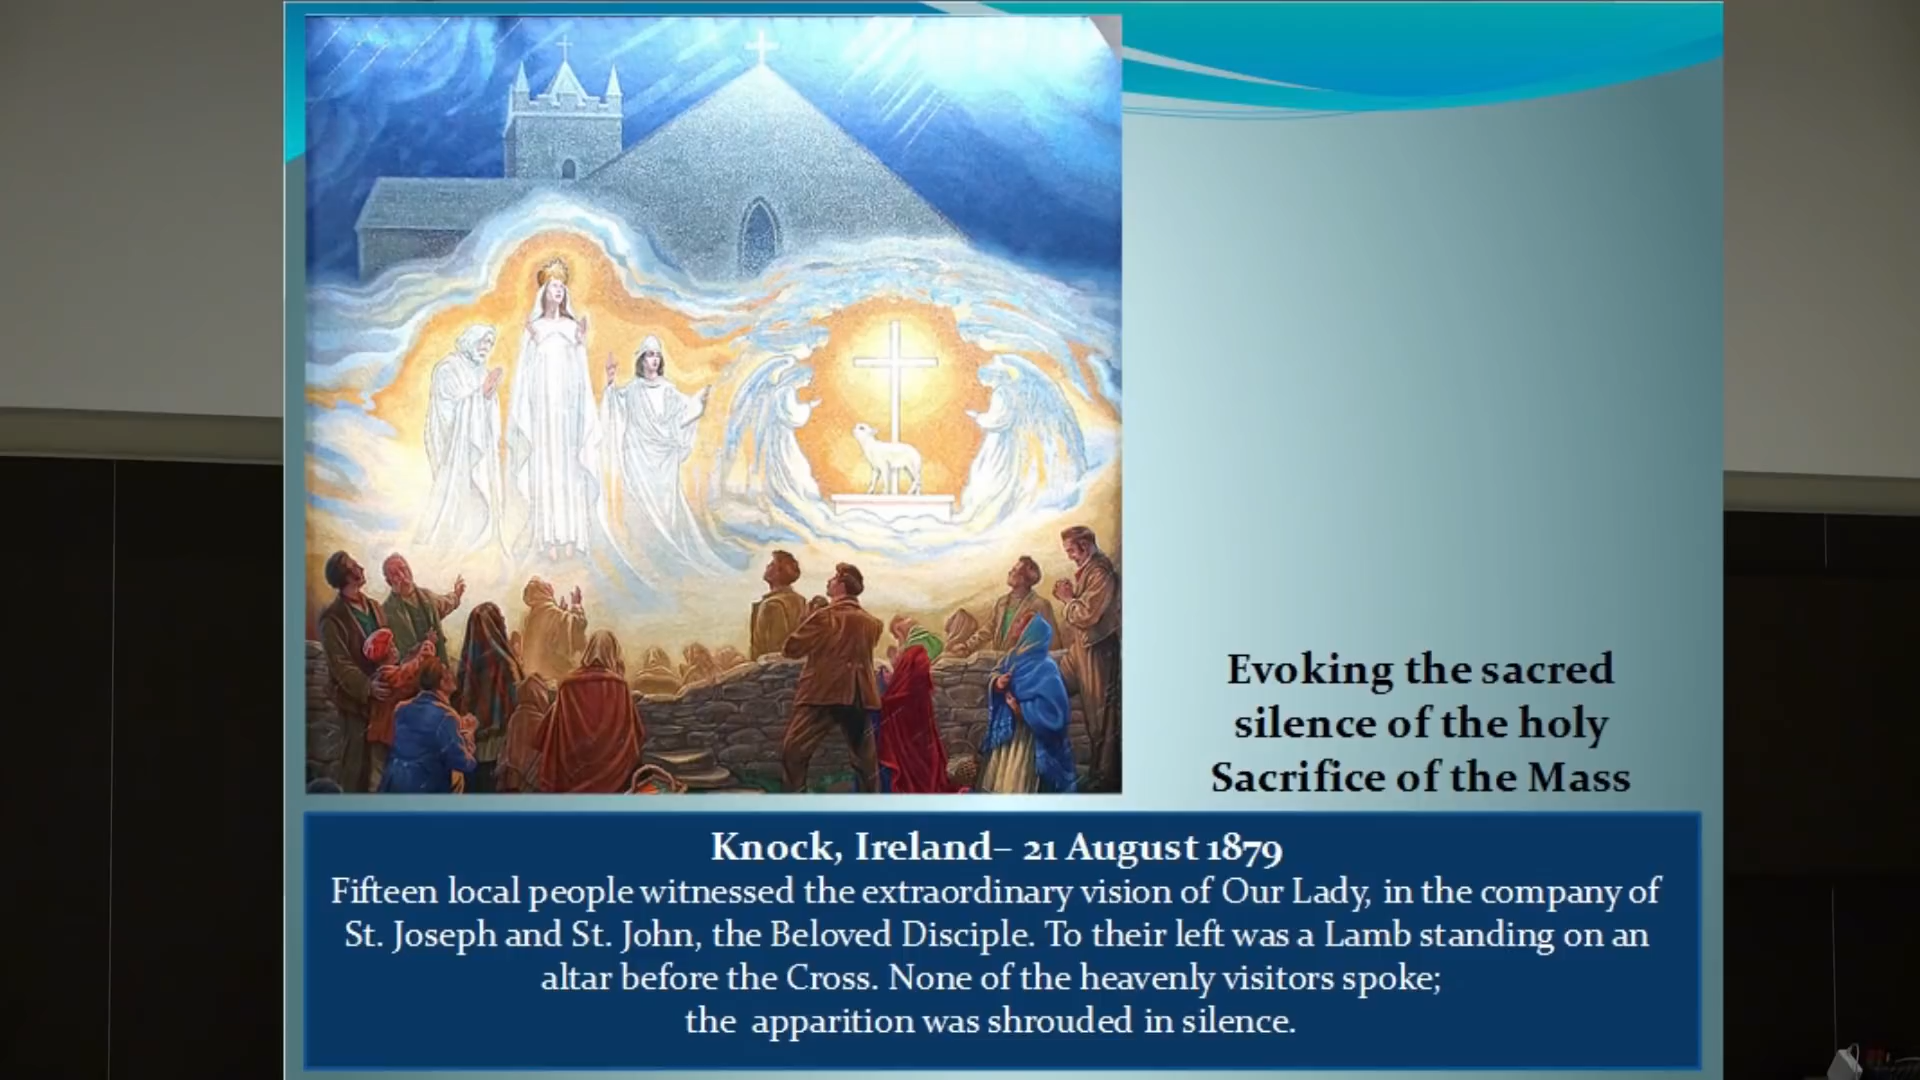 Evoking the sacred
silence of the holy
Sacrifice of the Mass
Knock, Ireland– 21 August 1879
Fifteen local people witnessed the extraordinary vision of Our Lady, in the company of
St. Joseph and St. John, the Beloved Disciple. To their left was a Lamb standing on an
altar before the Cross. None of the heavenly visitors spoke;
the apparition was shrouded in silence.